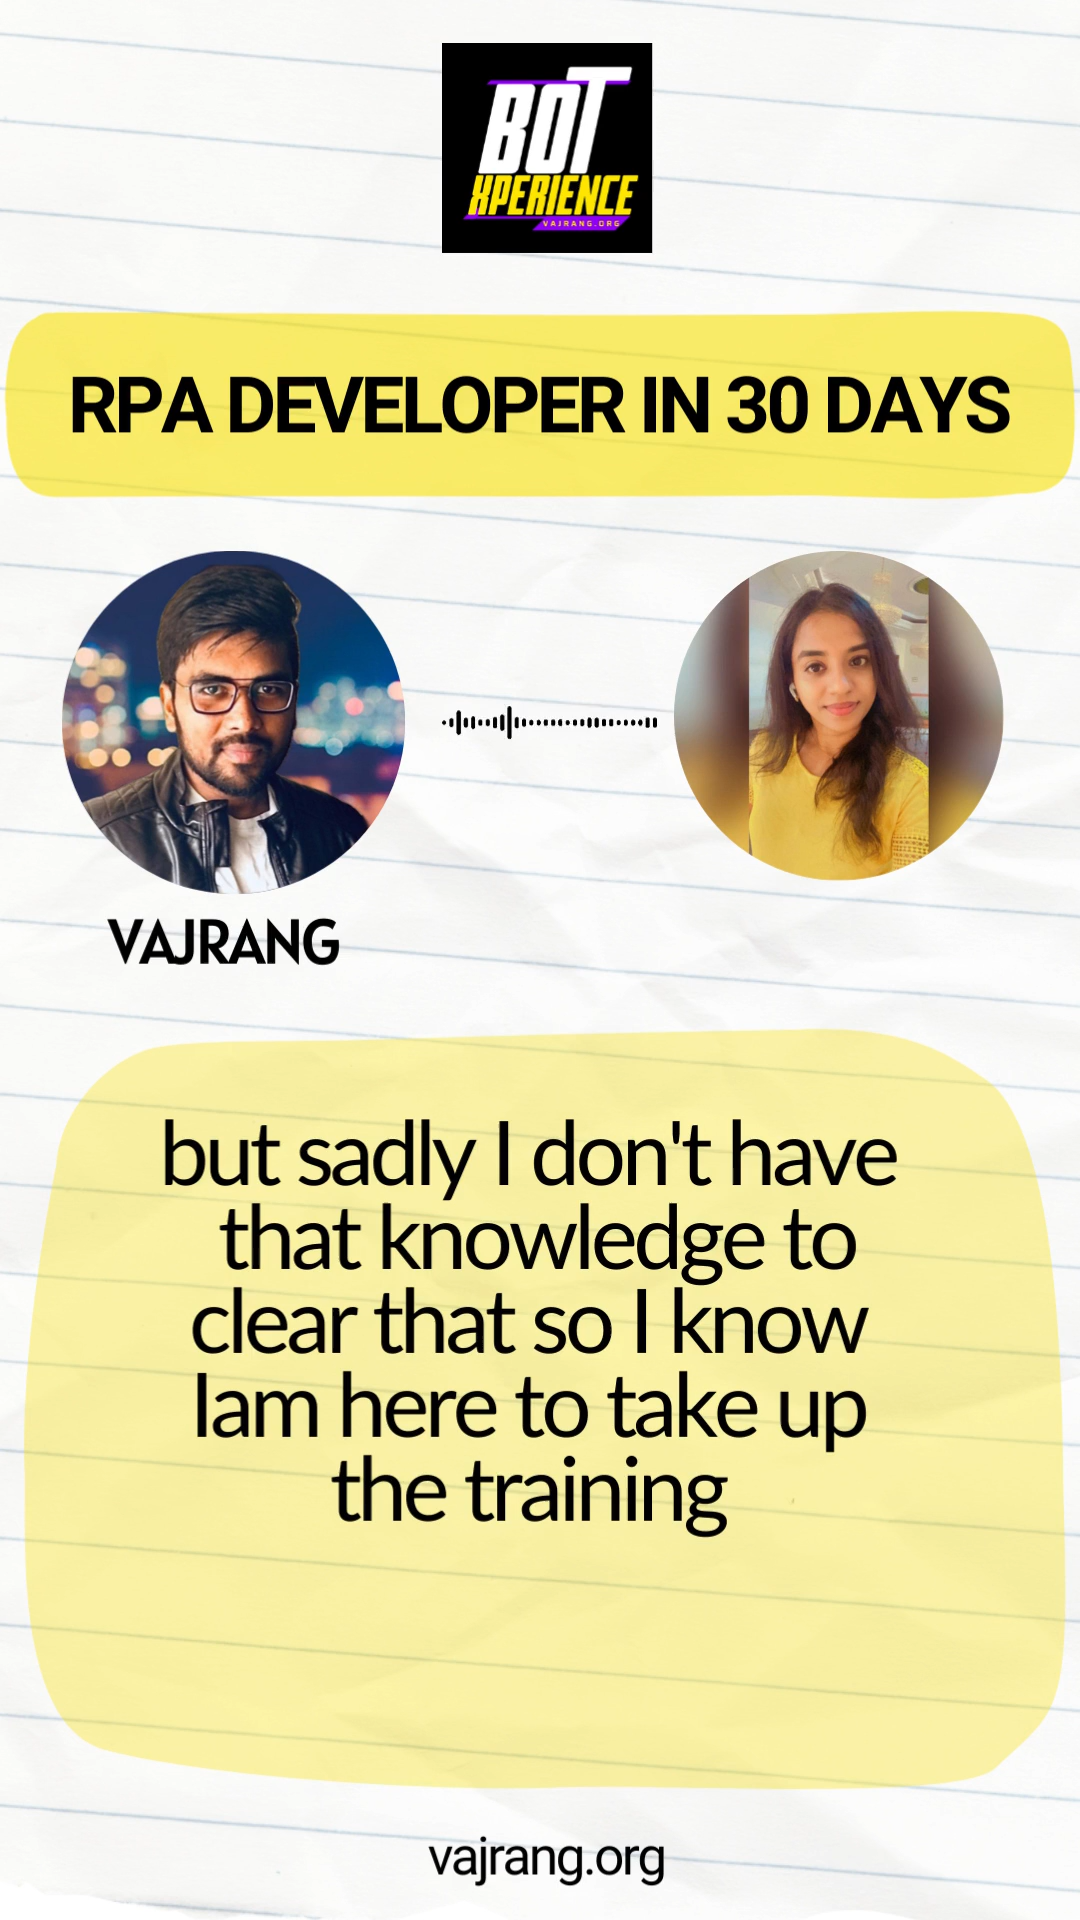 BOT
XPERIENCE
VAJRANG.ORG
RPA DEVELOPER IN 30 DAYS
VAJRANG
but sadly I don't have
that knowledge to
clear that so I know
Iam here to take up
the training
vajrang.org